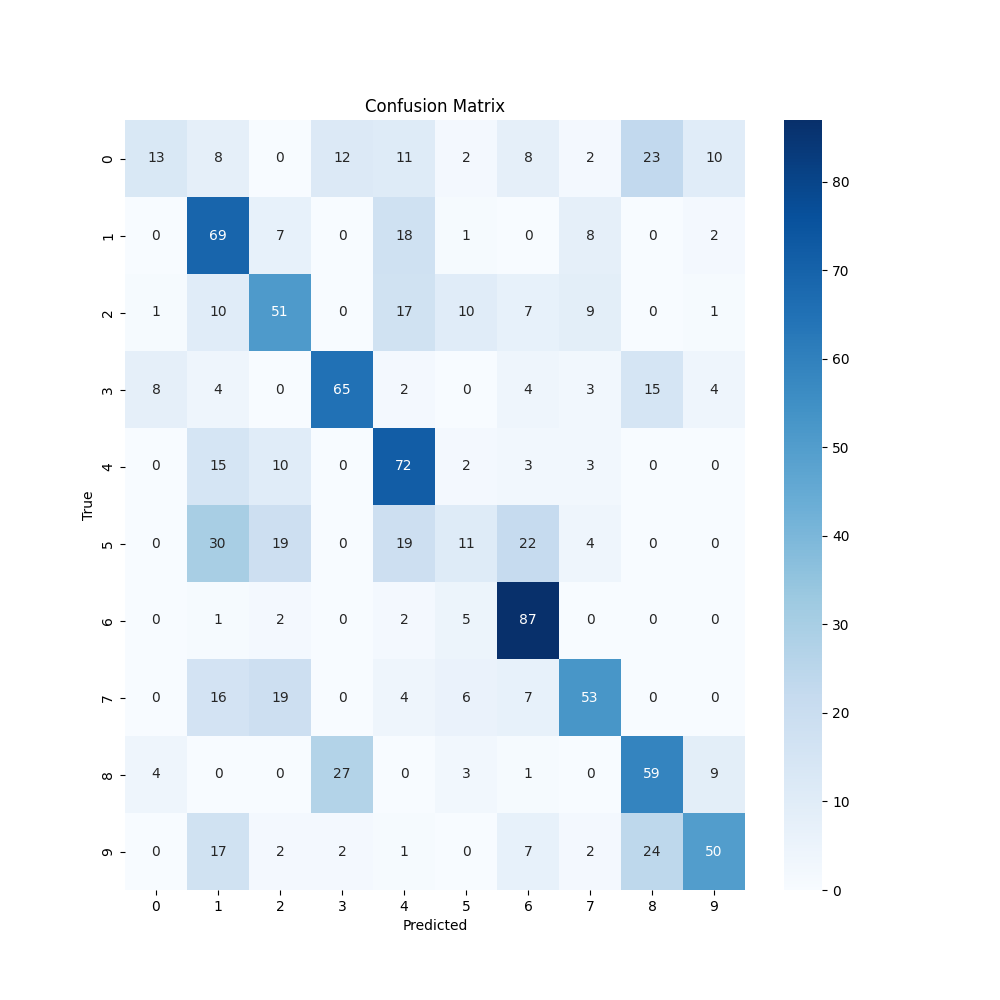 Confusion Matrix
0 13 8 0 12 11 2 8 2 23 10
1 0 69 7 0 18 1 0 8 0 2
2 1 10 51 0 17 10 7 9 0 1
3 8 4 0 65 2 0 4 3 15 4
4 0 15 10 0 72 2 3 3 0 0
5 0 30 19 0 19 11 22 4 0 0
6 0 1 2 0 2 5 87 0 0 0
7 0 16 19 0 4 6 7 53 0 0
8 4 0 0 27 0 3 1 0 59 9
9 0 17 2 2 1 0 7 2 24 50
0 1 2 3 4 5 6 7 8 9
Predicted
True
80
70
60
50
40
30
20
10
0